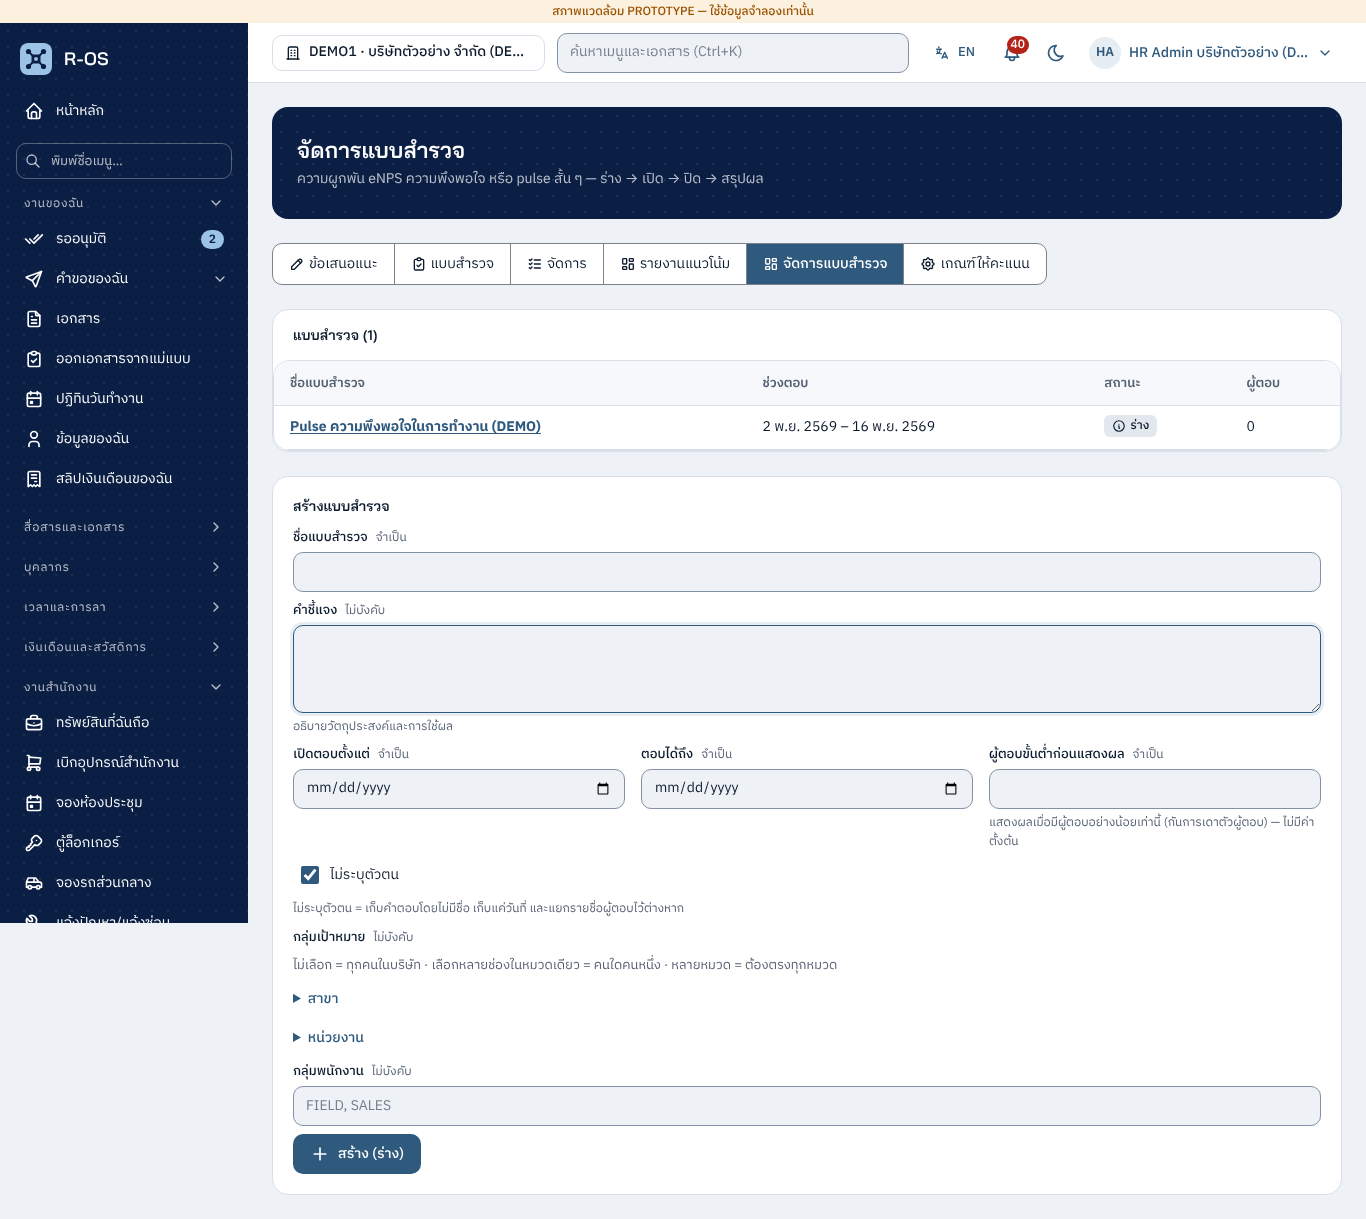 สภาพแวดล้อม PROTOTYPE — ใช้ข้อมูลจำลองเท่านั้น
R-OS
DEMO1 · บริษัทตัวอย่าง จำกัด (DE...
ค้นหาเมนูและเอกสาร (Ctrl+K)
EN
40
HA
HR Admin บริษัทตัวอย่าง (D...
หน้าหลัก
พิมพ์ชื่อเมนู...
งานของฉัน
รออนุมัติ
2
คำขอของฉัน
เอกสาร
ออกเอกสารจากแม่แบบ
ปฏิทินวันทำงาน
ข้อมูลของฉัน
สลิปเงินเดือนของฉัน
สื่อสารและเอกสาร
บุคลากร
เวลาและการลา
เงินเดือนและสวัสดิการ
งานสำนักงาน
ทรัพย์สินที่ฉันถือ
เบิกอุปกรณ์สำนักงาน
จองห้องประชุม
ตู้ล็อกเกอร์
จองรถส่วนกลาง
แจ้งปัญหา/แจ้งซ่อม
จัดการแบบสำรวจ
ความผูกพัน eNPS ความพึงพอใจ หรือ pulse สั้น ๆ — ร่าง → เปิด → ปิด → สรุปผล
ข้อเสนอแนะ
แบบสำรวจ
จัดการ
รายงานแนวโน้ม
จัดการแบบสำรวจ
เกณฑ์ให้คะแนน
แบบสำรวจ (1)
ชื่อแบบสำรวจ ช่วงตอบ สถานะ ผู้ตอบ
Pulse ความพึงพอใจในการทำงาน (DEMO) 2 พ.ย. 2569 – 16 พ.ย. 2569 ร่าง 0
สร้างแบบสำรวจ
ชื่อแบบสำรวจ จำเป็น
คำชี้แจง ไม่บังคับ
อธิบายวัตถุประสงค์และการใช้ผล
เปิดตอบตั้งแต่ จำเป็น
mm/dd/yyyy
ตอบได้ถึง จำเป็น
mm/dd/yyyy
ผู้ตอบขั้นต่ำก่อนแสดงผล จำเป็น
แสดงผลเมื่อมีผู้ตอบอย่างน้อยเท่านี้ (กันการเดาตัวผู้ตอบ) — ไม่มีค่า
ตั้งต้น
ไม่ระบุตัวตน
ไม่ระบุตัวตน = เก็บคำตอบโดยไม่มีชื่อ เก็บแค่วันที่ และแยกรายชื่อผู้ตอบไว้ต่างหาก
กลุ่มเป้าหมาย ไม่บังคับ
ไม่เลือก = ทุกคนในบริษัท · เลือกหลายช่องในหมวดเดียว = คนใดคนหนึ่ง · หลายหมวด = ต้องตรงทุกหมวด
สาขา
หน่วยงาน
กลุ่มพนักงาน ไม่บังคับ
FIELD, SALES
สร้าง (ร่าง)